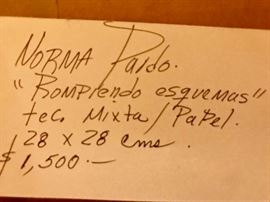 NORMA Pardo.
"Rompiendo esquemas"
tec. Mixta / Papel.
28 x 28 cms.
$1,500.—